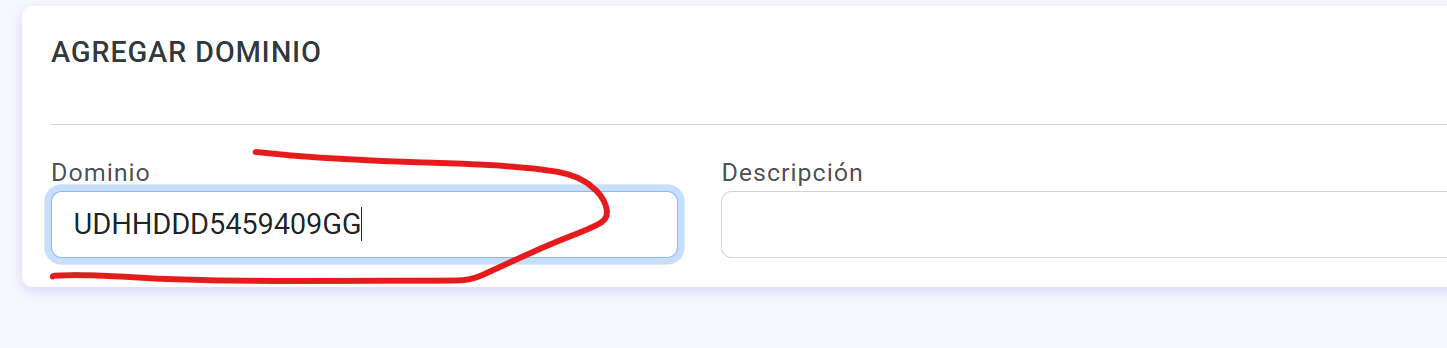 AGREGAR DOMINIO
Dominio
Descripción
UDHHDDD5459409GG